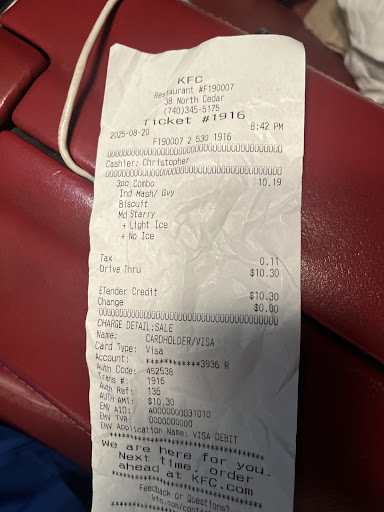 KFC
Restaurant #F190007
38 North Cedar
(740)345-5175
Ticket #1916
2025-08-20 8:42 PM
F190007 2 530 1916
Cashier: Christopher
3pc Combo 10.19
Ind Mash/ Gvy
Biscuit
Md Starry
+ Light Ice
+ No Ice
Tax 0.11
Drive Thru $10.30
ETender Credit $10.30
Change $0.00
CHARGE DETAIL:SALE
Name: CARDHOLDER/VISA
Card Type: Visa
Account: ************3936 R
Auth Code: 452538
Trans #: 1916
Auth Ref: 135
AUTH AMT: $10.30
EMV AID: A0000000031010
EMV TVR: 0000000000
EMV Application Name: VISA DEBIT
We are here for you.
Next time, order
ahead at KFC.com
Feedback or Questions?